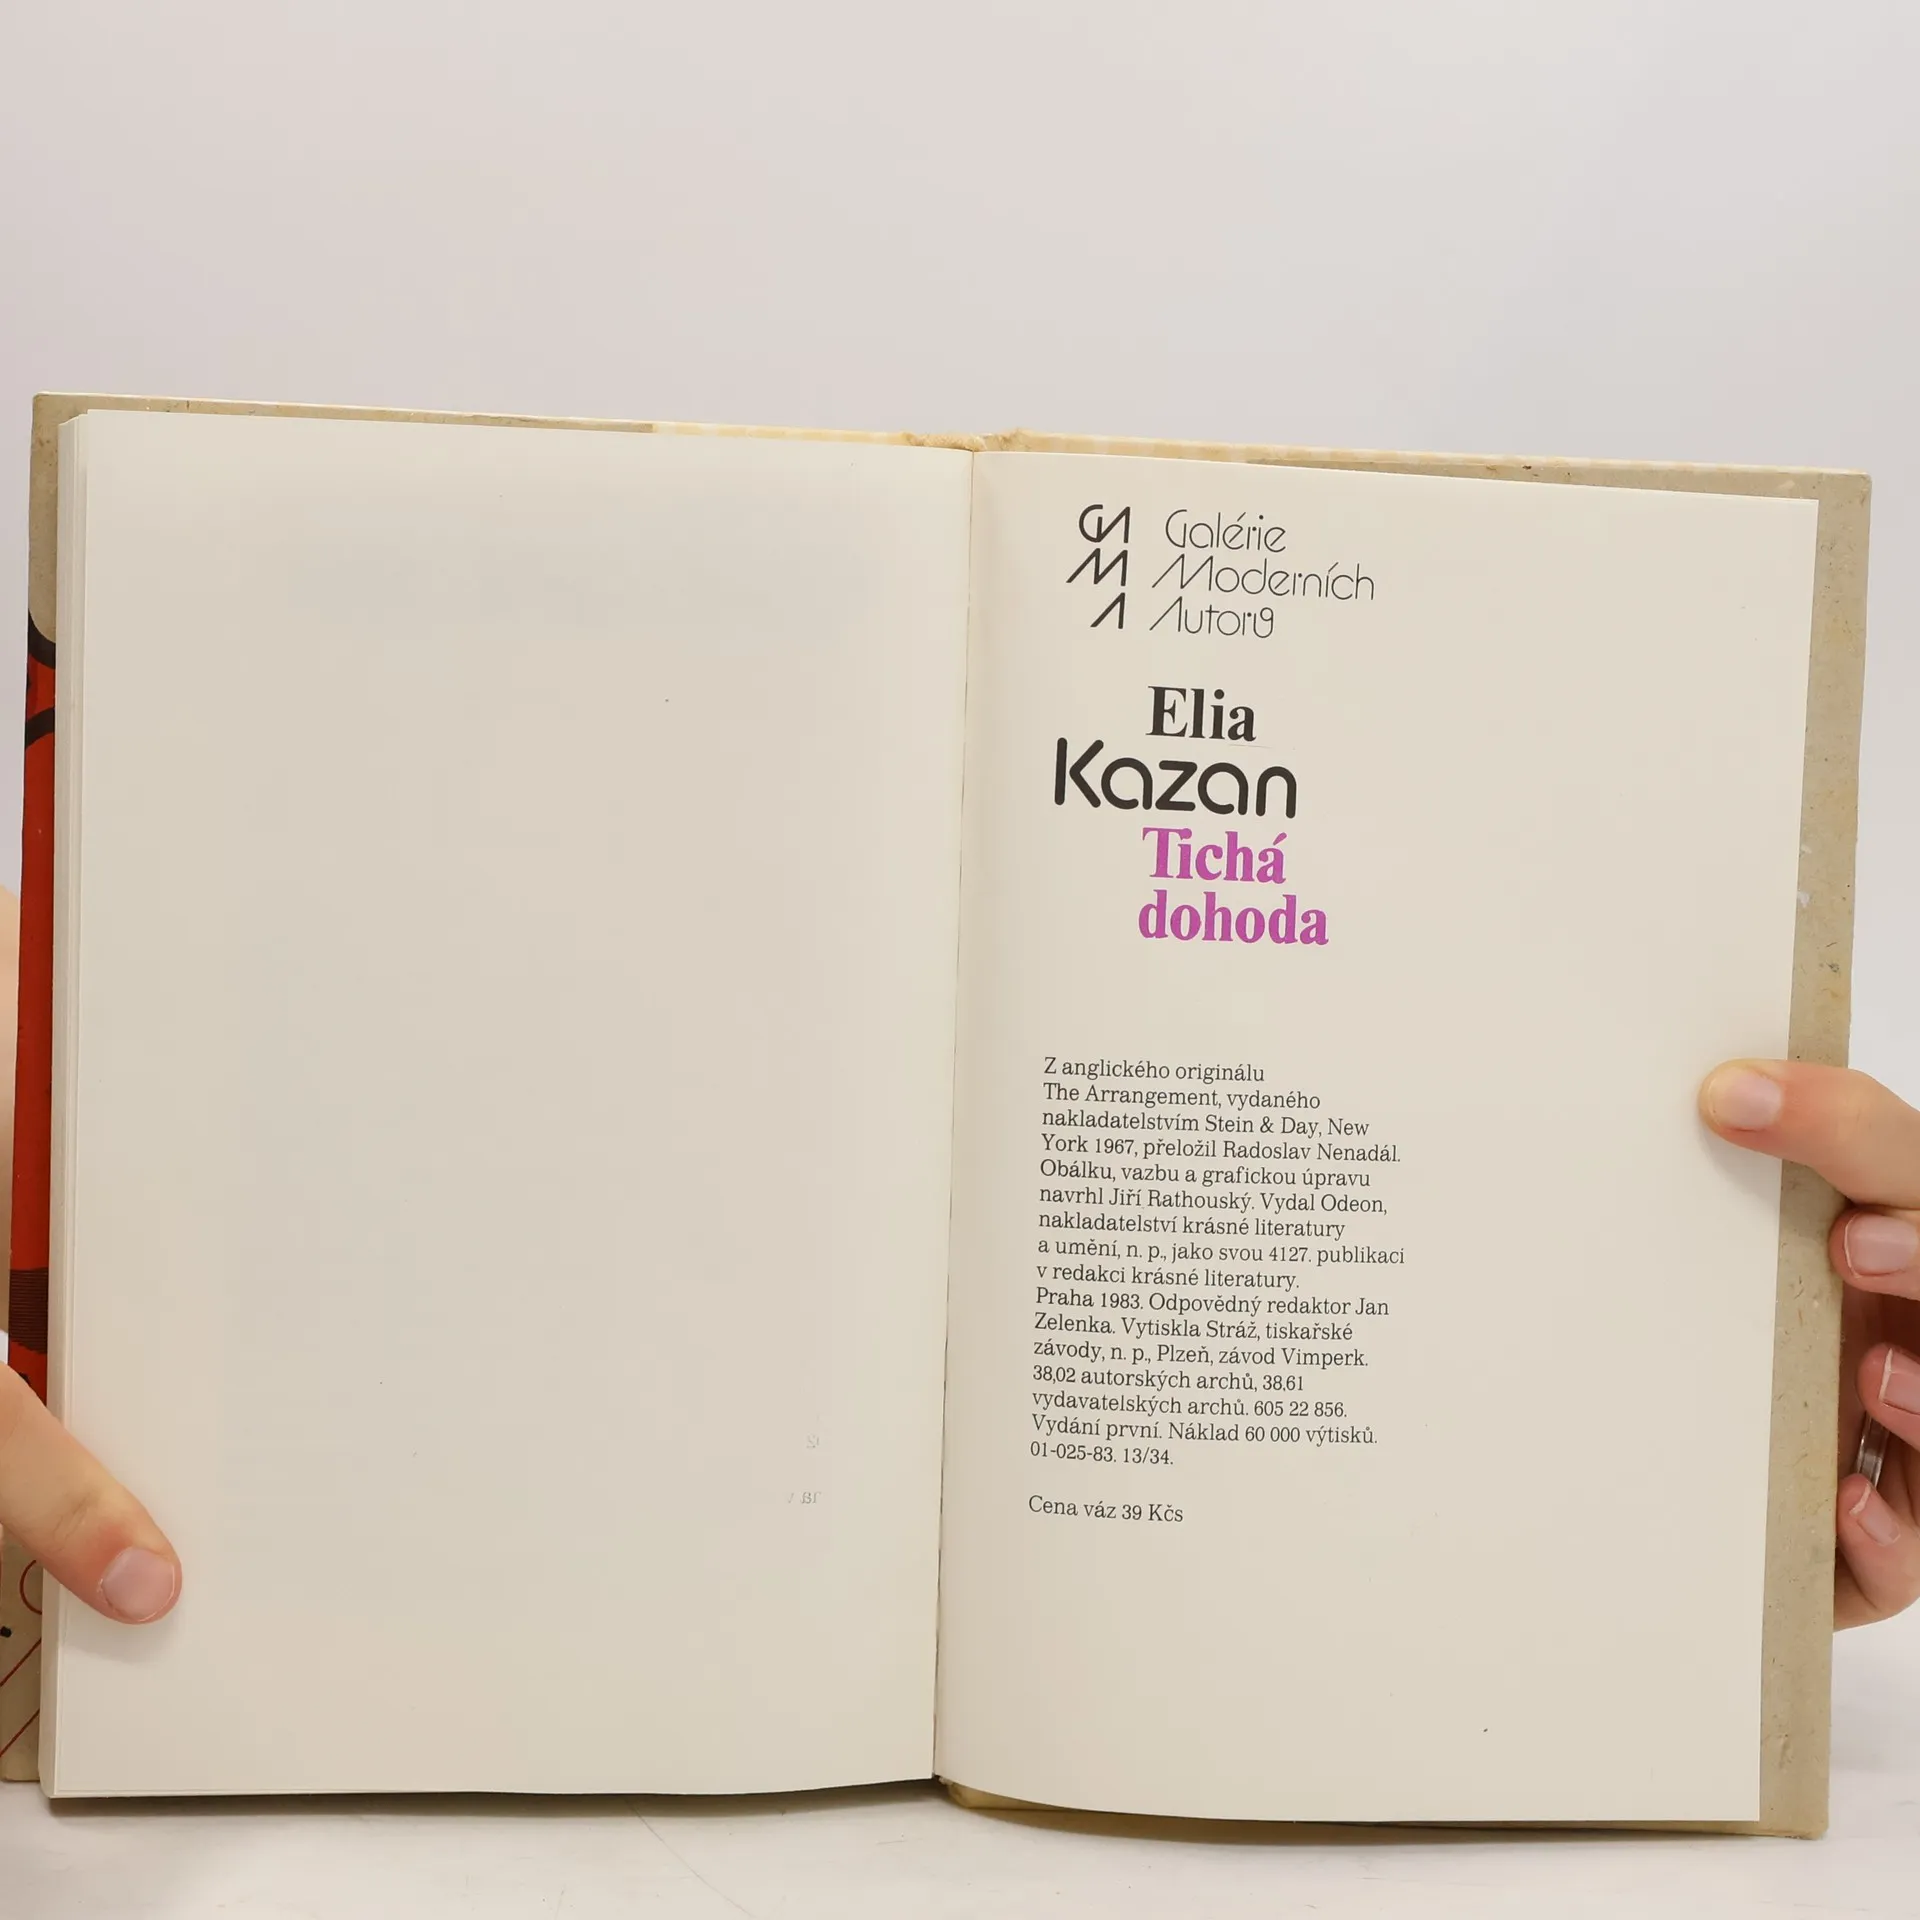 GA
M
A
Galérie
Moderních
Autorů
Elia
Kazan
Tichá
dohoda
Z anglického originálu
The Arrangement, vydaného
nakladatelstvím Stein & Day, New
York 1967, přeložil Radoslav Nenadál.
Obálku, vazbu a grafickou úpravu
navrhl Jiří Rathouský. Vydal Odeon,
nakladatelství krásné literatury
a umění, n. p., jako svou 4127. publikaci
v redakci krásné literatury.
Praha 1983. Odpovědný redaktor Jan
Zelenka. Vytiskla Stráž, tiskařské
závody, n. p., Plzeň, závod Vimperk.
38,02 autorských archů, 38,61
vydavatelských archů. 605 22 856.
Vydání první. Náklad 60 000 výtisků.
01-025-83. 13/34.
Cena váz 39 Kčs